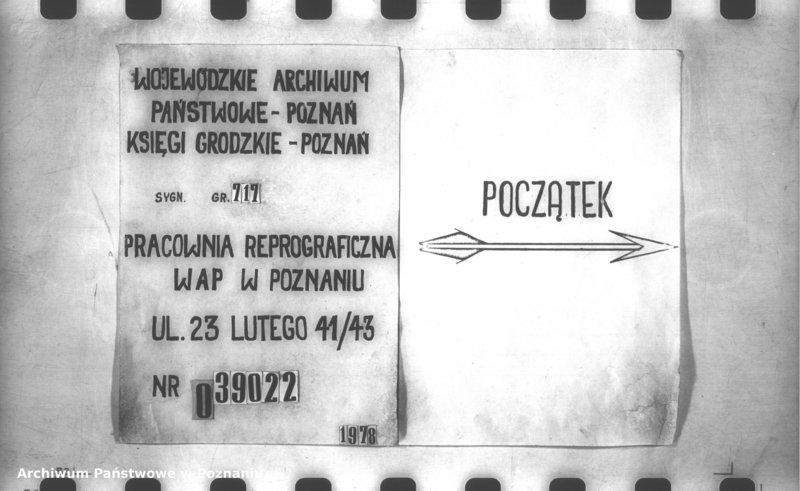 WOJEWÓDZKIE ARCHIWUM
PAŃSTWOWE - POZNAŃ
KSIĘGI GRODZKIE - POZNAŃ
SYGN. GR. 717
PRACOWNIA REPROGRAFICZNA
WAP W POZNANIU
UL. 23 LUTEGO 41/43
NR 039022
1978
POCZĄTEK
Archiwum Państwowe w Poznaniu